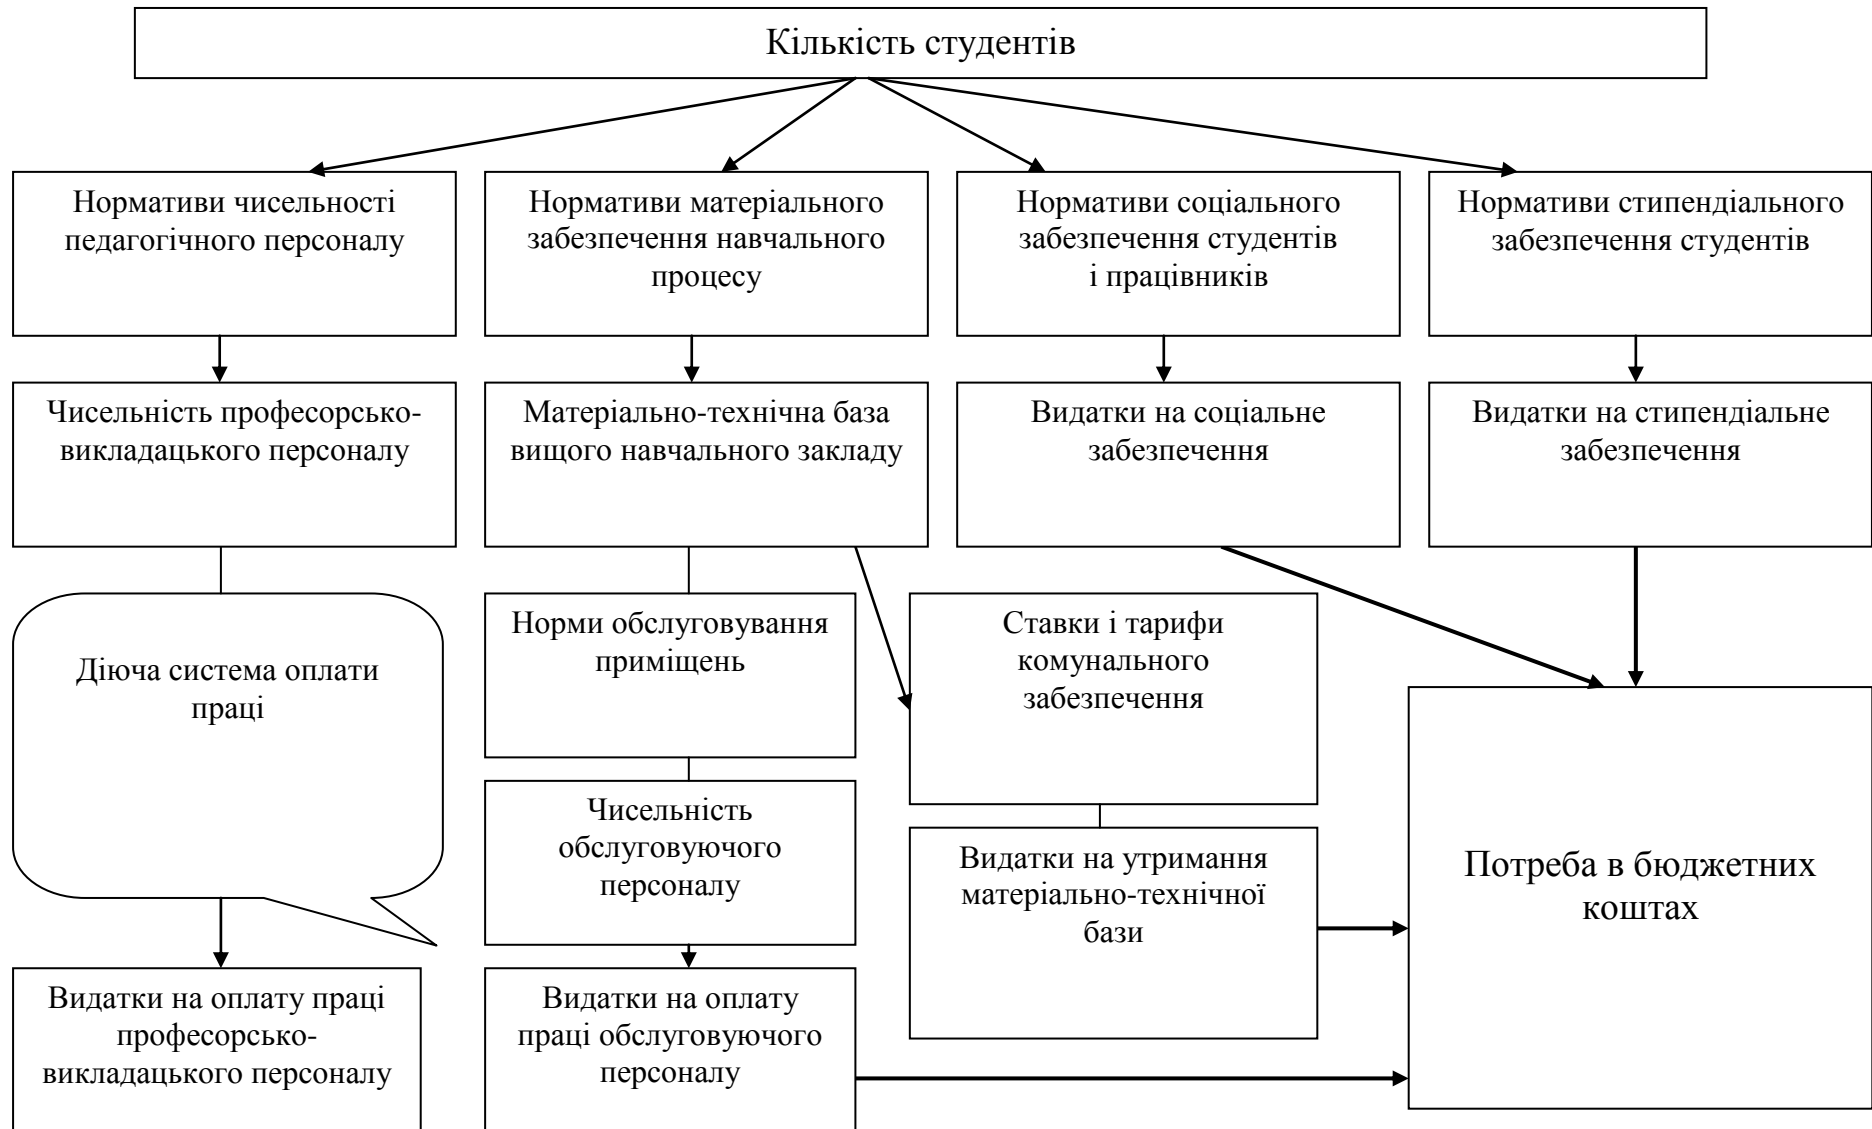 Кількість студентів
Нормативи чисельності
педагогічного персоналу
Нормативи матеріального
забезпечення навчального
процесу
Нормативи соціального
забезпечення студентів
і працівників
Нормативи стипендіального
забезпечення студентів
Чисельність професорсько-
викладацького персоналу
Матеріально-технічна база
вищого навчального закладу
Видатки на соціальне
забезпечення
Видатки на стипендіальне
забезпечення
Діюча система оплати
праці
Норми обслуговування
приміщень
Ставки і тарифи
комунального
забезпечення
Чисельність
обслуговуючого
персоналу
Видатки на утримання
матеріально-технічної
бази
Потреба в бюджетних
коштах
Видатки на оплату праці
професорсько-
викладацького персоналу
Видатки на оплату
праці обслуговуючого
персоналу